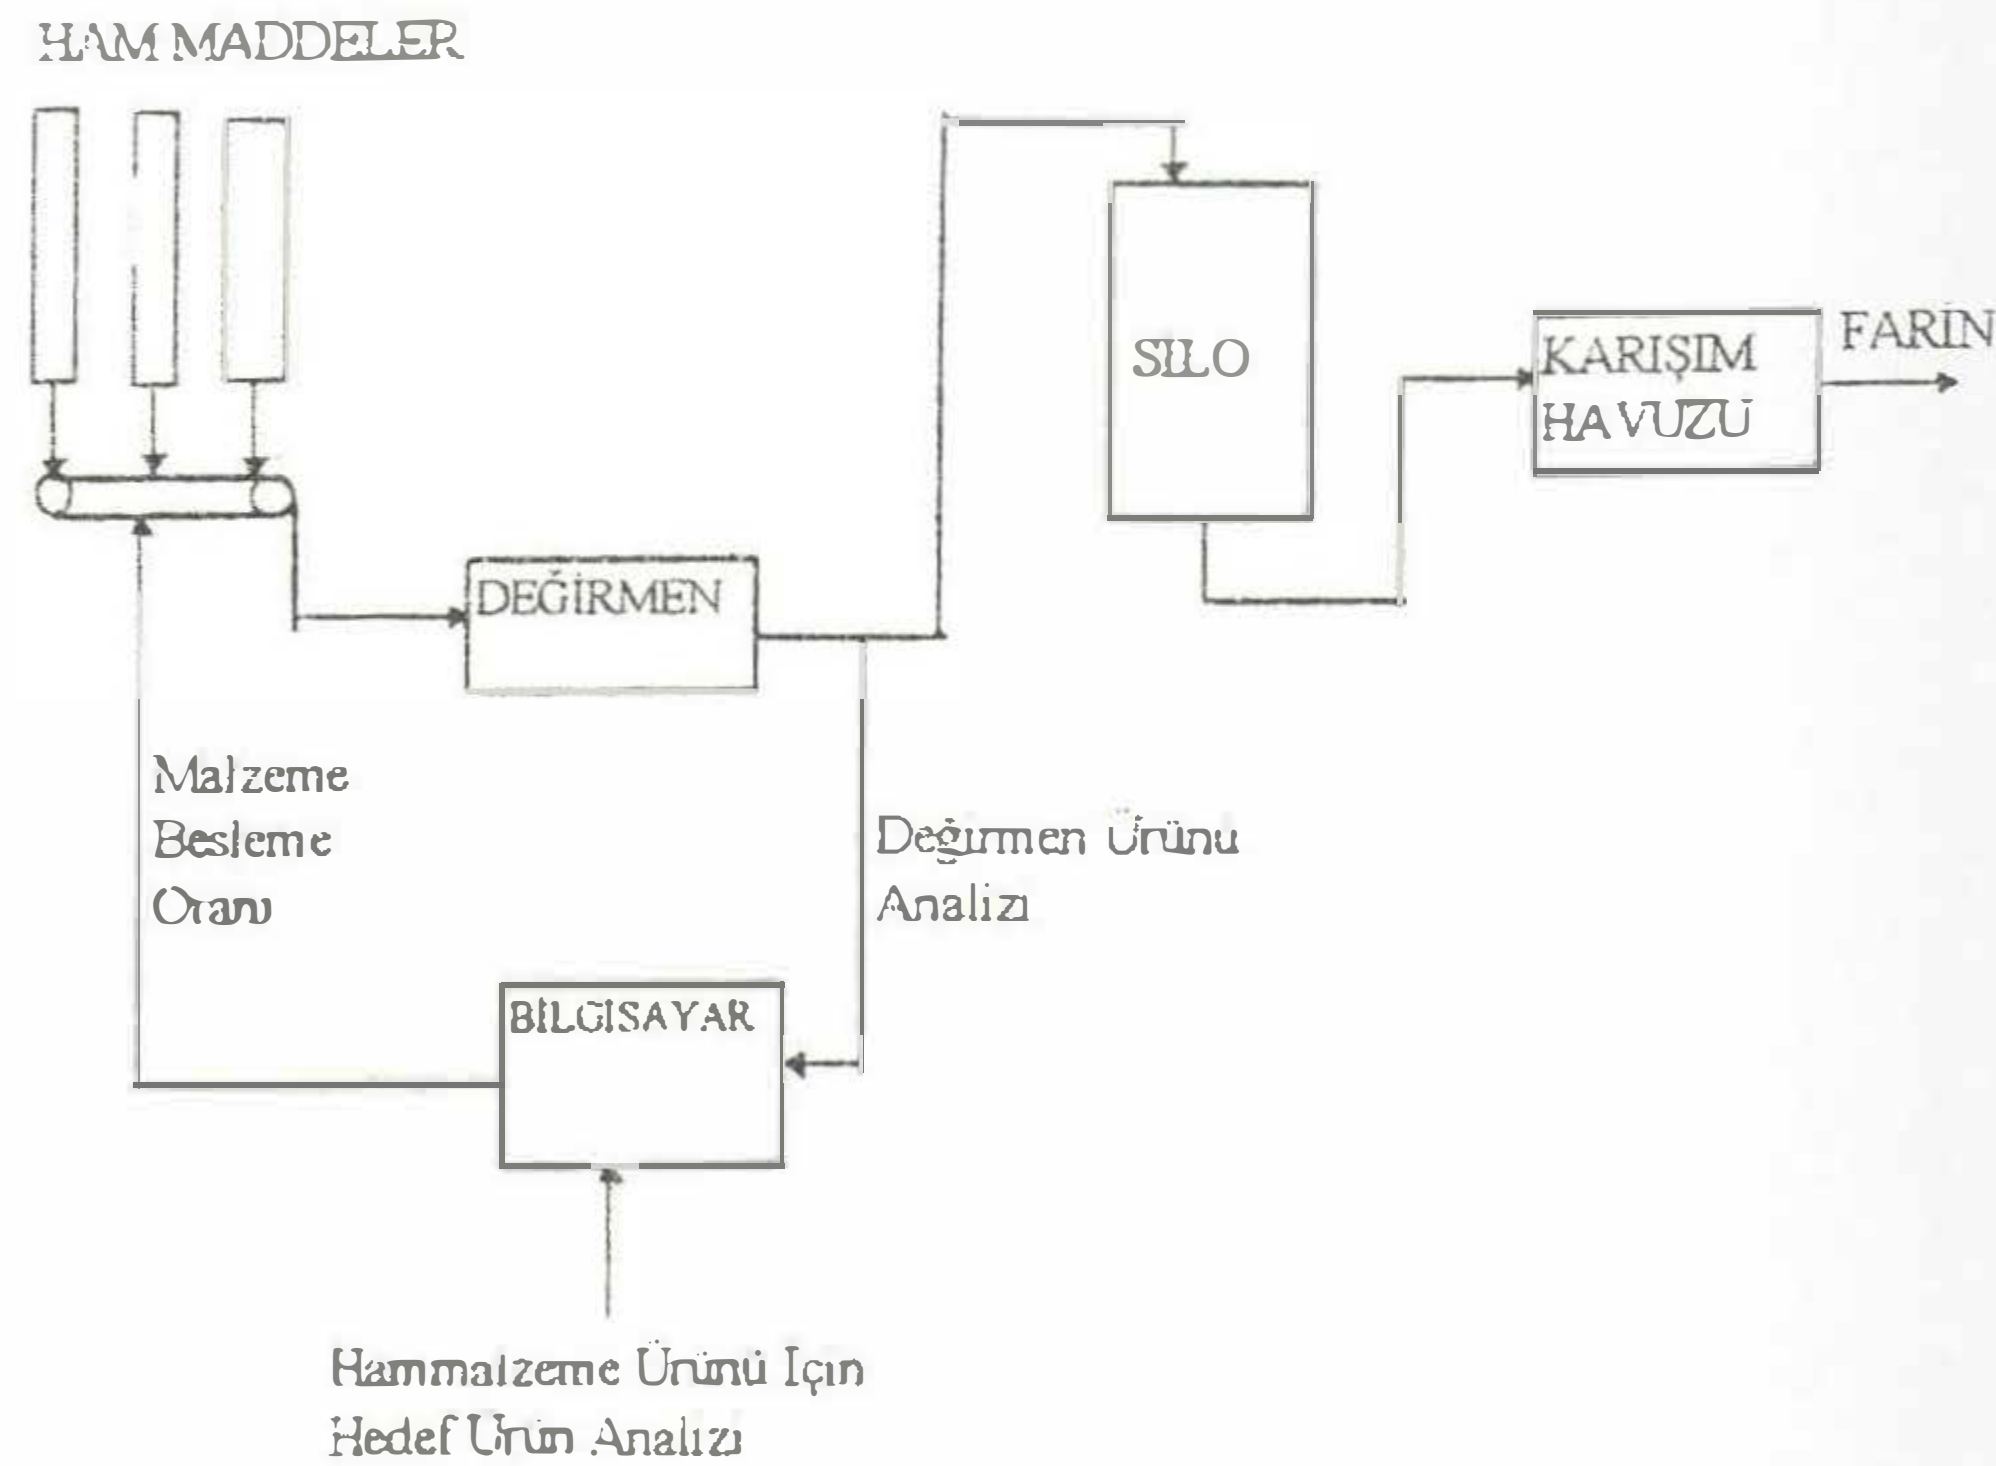 HAM MADDELER
SILO
KARIŞIM
HAVUZU
FARİN
DEĞİRMEN
Malzeme
Besleme
Oranı
Değirmen Ürünü
Analizi
BİLGİSAYAR
Hammalzeme Ürünü İçin
Hedef Ürün Analizi